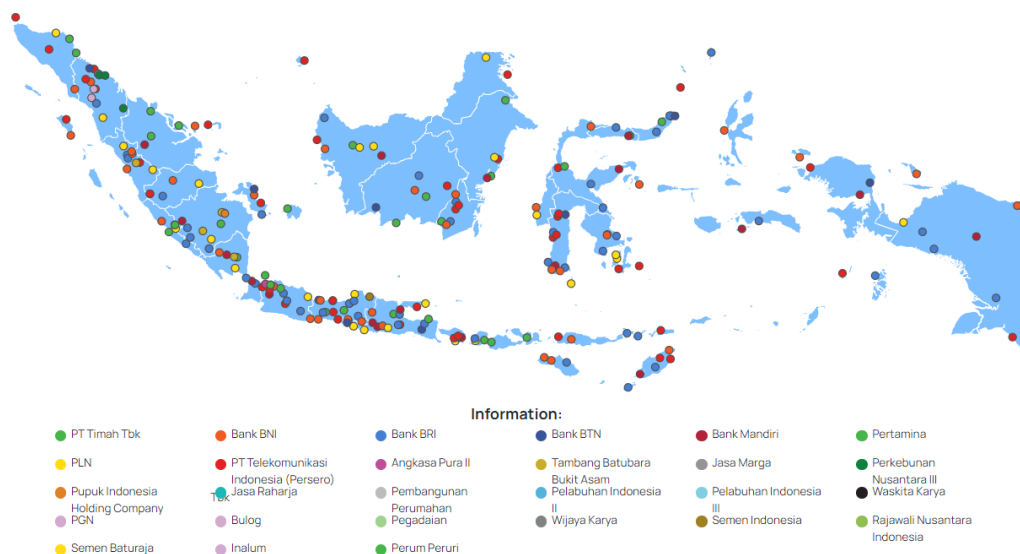 Information:
PT Timah Tbk
Bank BNI
Bank BRI
Bank BTN
Bank Mandiri
Pertamina
PLN
PT Telekomunikasi
Indonesia (Persero)
Tbk
Angkasa Pura II
Tambang Batubara
Bukit Asam
Jasa Marga
Perkebunan
Nusantara III
Pupuk Indonesia
Holding Company
Jasa Raharja
Pembangunan
Perumahan
Pelabuhan Indonesia
II
Pelabuhan Indonesia
III
Waskita Karya
PGN
Bulog
Pegadaian
Wijaya Karya
Semen Indonesia
Rajawali Nusantara
Indonesia
Semen Baturaja
Inalum
Perum Peruri